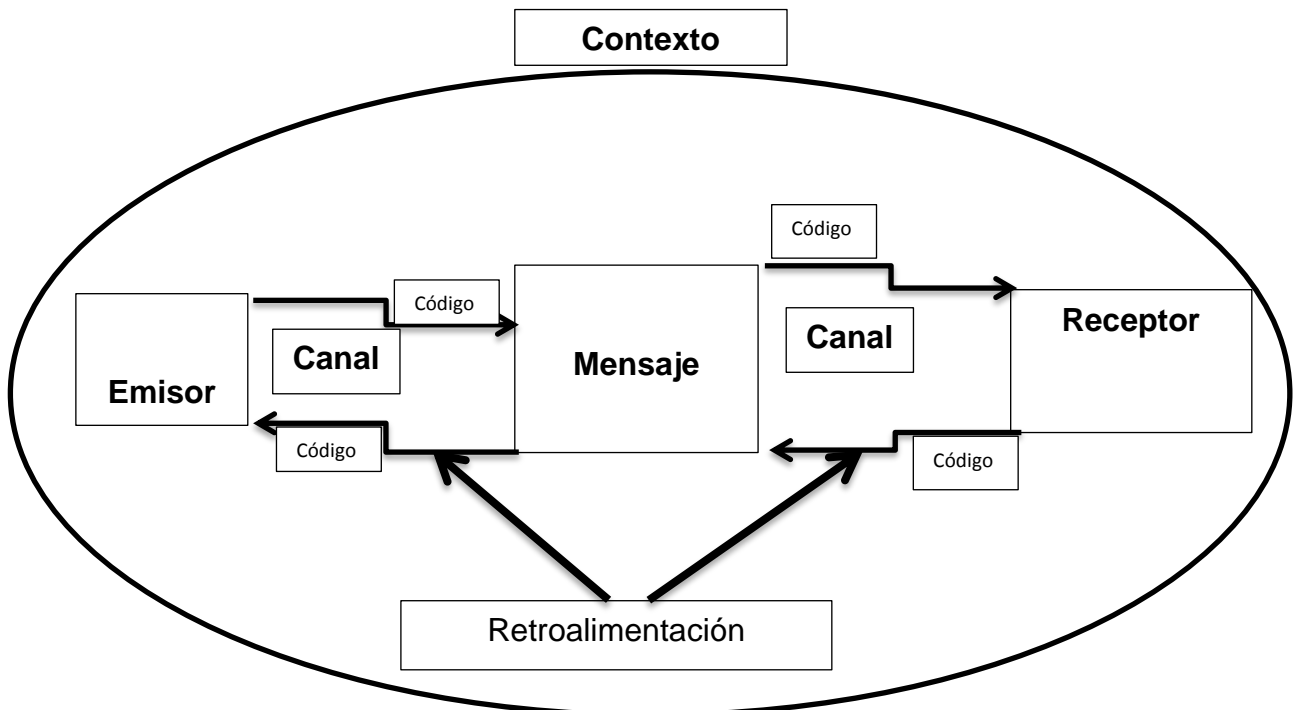 Contexto
Código
Código
Canal
Canal
Receptor
Mensaje
Emisor
Código
Código
Retroalimentación